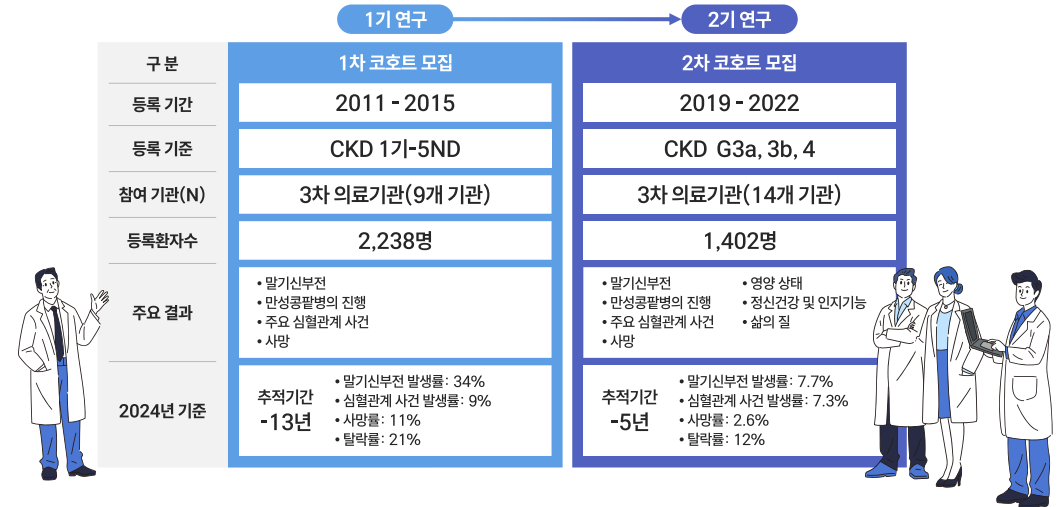 1기 연구
2기 연구
구 분
1차 코호트 모집
2차 코호트 모집
등록 기간
2011 - 2015
2019 - 2022
등록 기준
CKD 1기-5ND
CKD G3a, 3b, 4
참여 기관(N)
3차 의료기관(9개 기관)
3차 의료기관(14개 기관)
등록환자수
2,238명
1,402명
주요 결과
• 말기신부전
• 만성콩팥병의 진행
• 주요 심혈관계 사건
• 사망
• 말기신부전
• 만성콩팥병의 진행
• 주요 심혈관계 사건
• 사망
• 영양 상태
• 정신건강 및 인지기능
• 삶의 질
2024년 기준
추적기간
-13년
• 말기신부전 발생률: 34%
• 심혈관계 사건 발생률: 9%
• 사망률: 11%
• 탈락률: 21%
추적기간
-5년
• 말기신부전 발생률: 7.7%
• 심혈관계 사건 발생률: 7.3%
• 사망률: 2.6%
• 탈락률: 12%